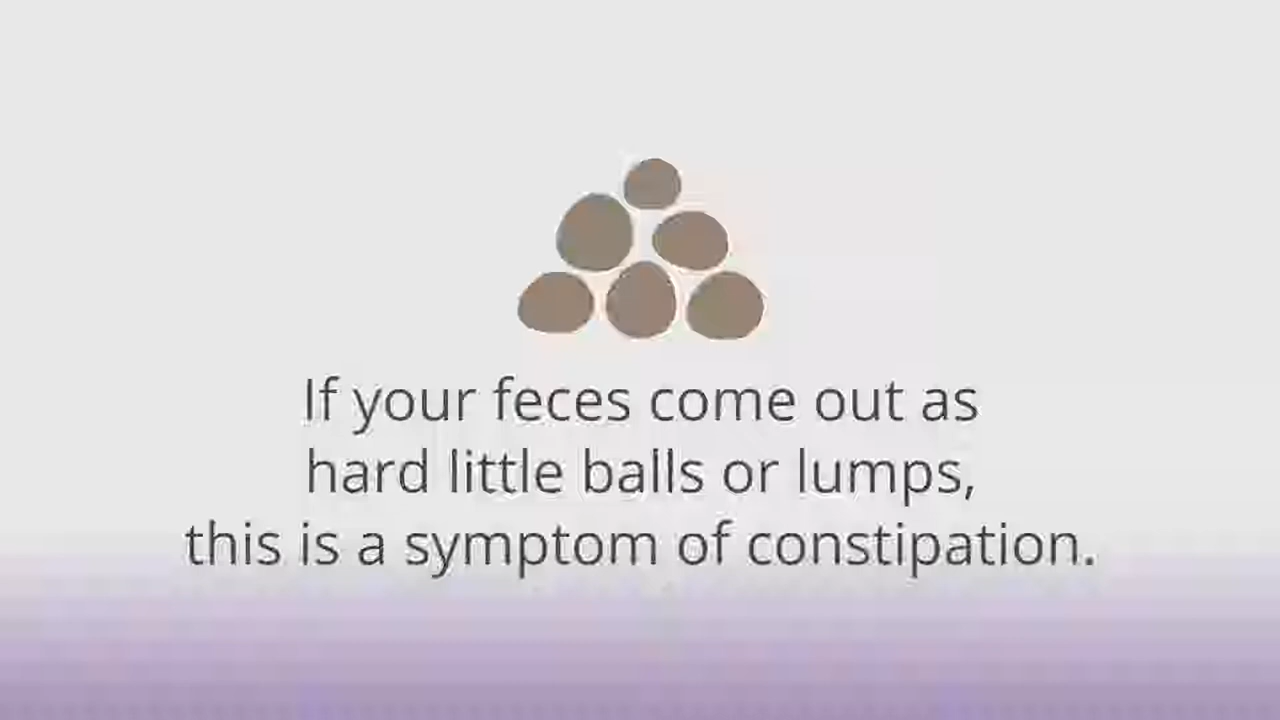 If your feces come out as
hard little balls or lumps,
this is a symptom of constipation.